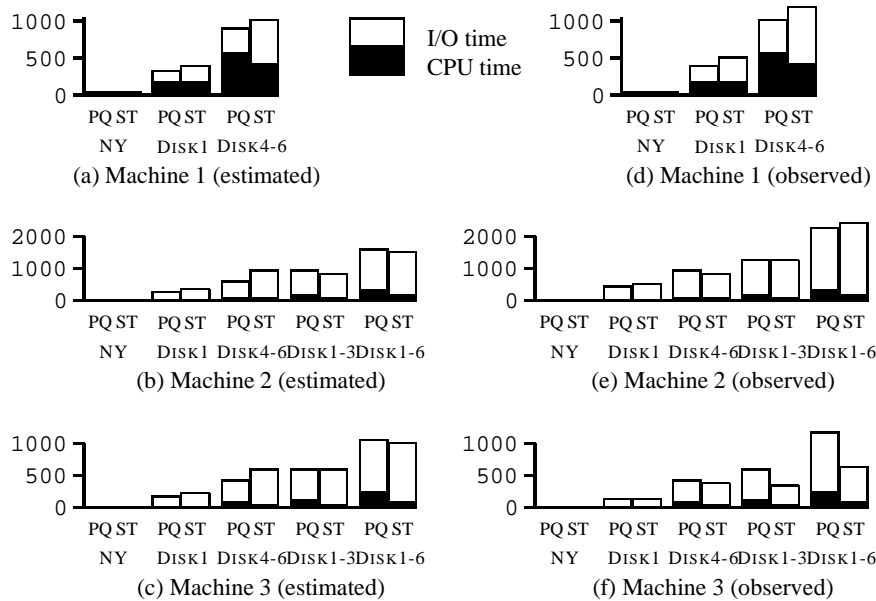 1000
500
0
PQ ST PQ ST PQ ST
NY DISK1 DISK4-6
(a) Machine 1 (estimated)
I/O time
CPU time
1000
500
0
PQ ST PQ ST PQ ST
NY DISK1 DISK4-6
(d) Machine 1 (observed)
2000
1000
0
PQ ST PQ ST PQ ST PQ ST PQ ST
NY DISK1 DISK4-6 DISK1-3 DISK1-6
(b) Machine 2 (estimated)
2000
1000
0
PQ ST PQ ST PQ ST PQ ST PQ ST
NY DISK1 DISK4-6 DISK1-3 DISK1-6
(e) Machine 2 (observed)
1000
500
0
PQ ST PQ ST PQ ST PQ ST PQ ST
NY DISK1 DISK4-6 DISK1-3 DISK1-6
(c) Machine 3 (estimated)
1000
500
0
PQ ST PQ ST PQ ST PQ ST PQ ST
NY DISK1 DISK4-6 DISK1-3 DISK1-6
(f) Machine 3 (observed)